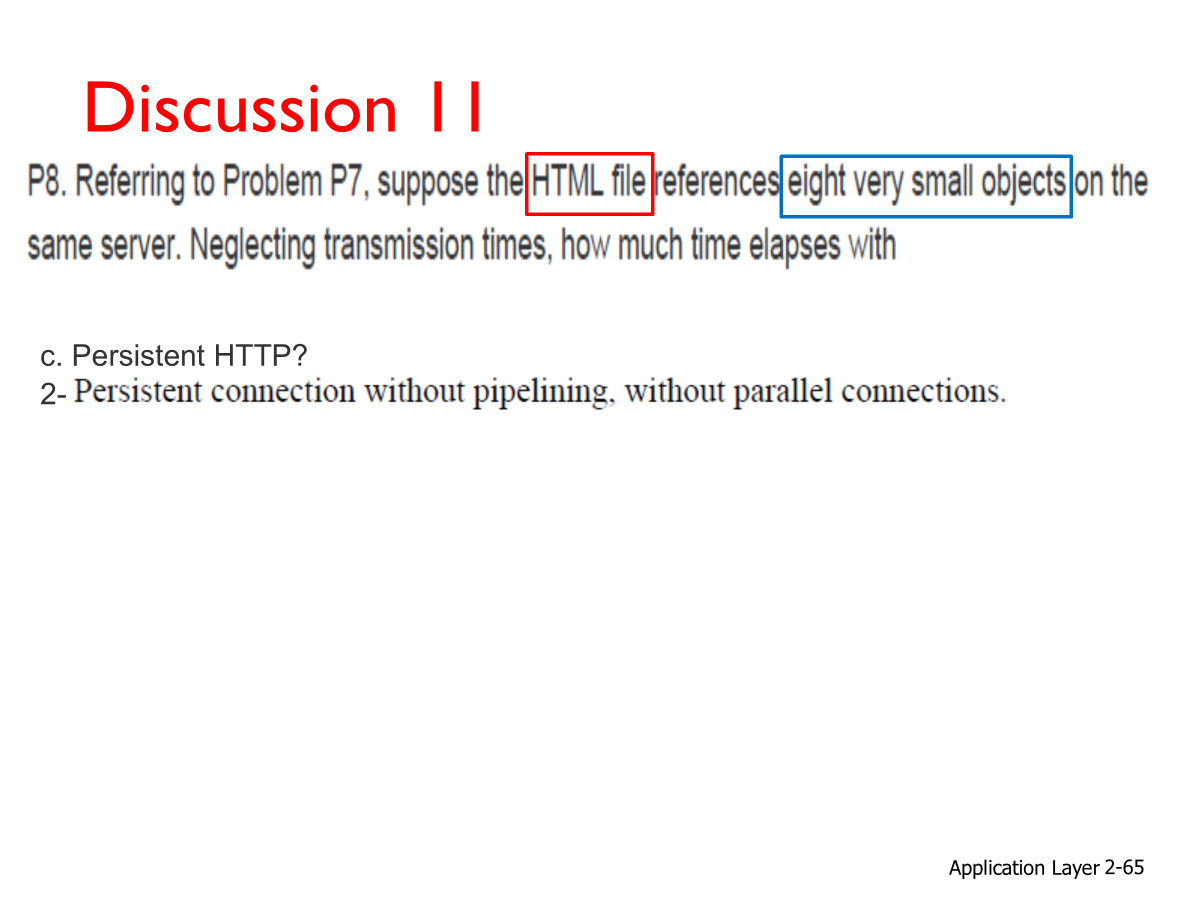 Discussion 11
P8. Referring to Problem P7, suppose the HTML file references eight very small objects on the
same server. Neglecting transmission times, how much time elapses with
c. Persistent HTTP?
2- Persistent connection without pipelining, without parallel connections.
Application Layer 2-65